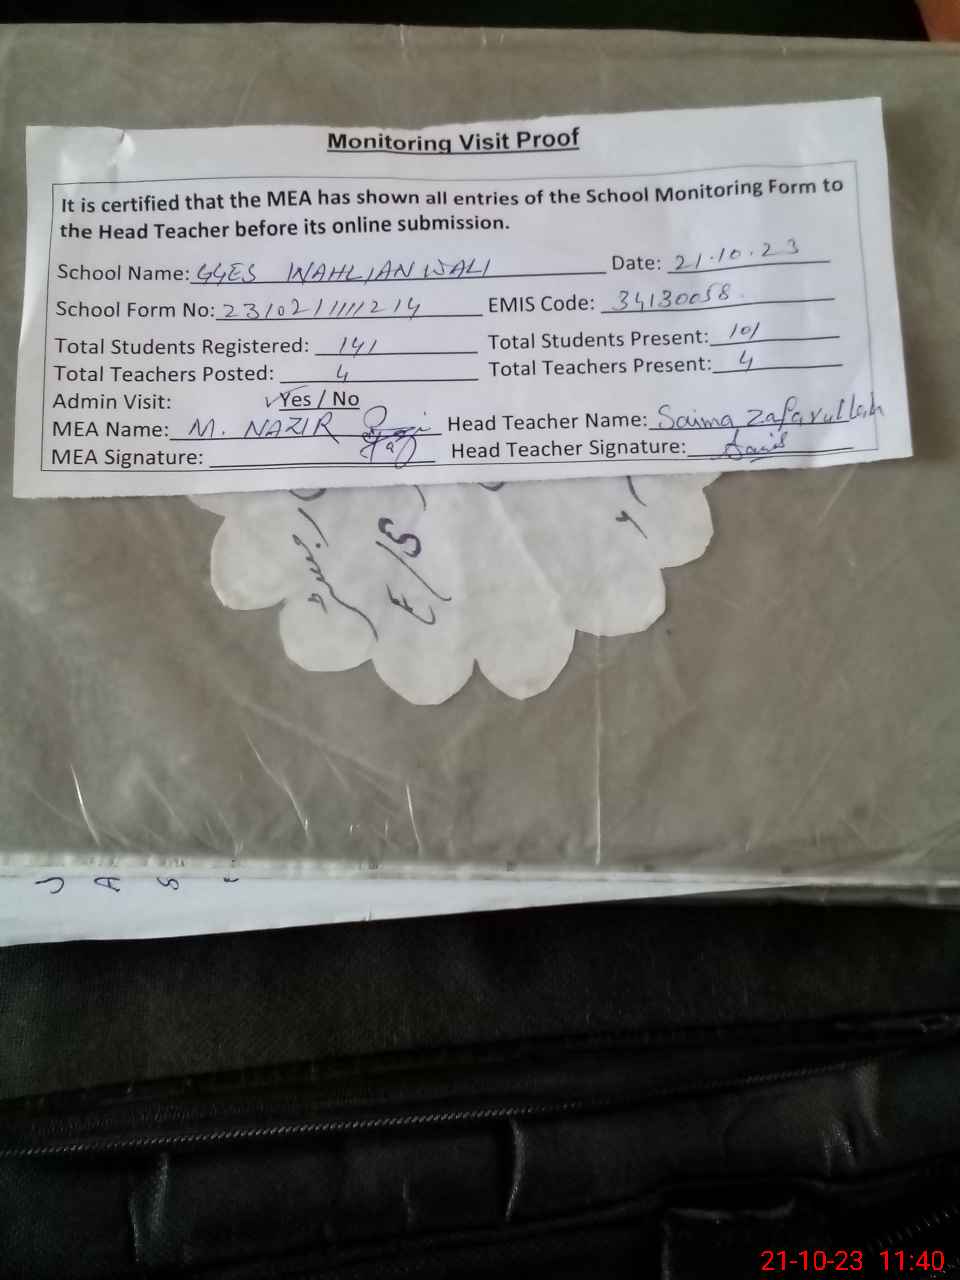 Monitoring Visit Proof
It is certified that the MEA has shown all entries of the School Monitoring Form to
the Head Teacher before its online submission.
School Name: GGES WAHLIANWALI Date: 21.10.23
School Form No: EMIS Code: 34130058
Total Students Registered: 141 Total Students Present: 101
Total Teachers Posted: 4 Total Teachers Present: 4
Admin Visit: ✓Yes / No
MEA Name: M. NAZIR Head Teacher Name: Saima Zafarullah
MEA Signature: Head Teacher Signature:
E/S
21-10-23 11:40